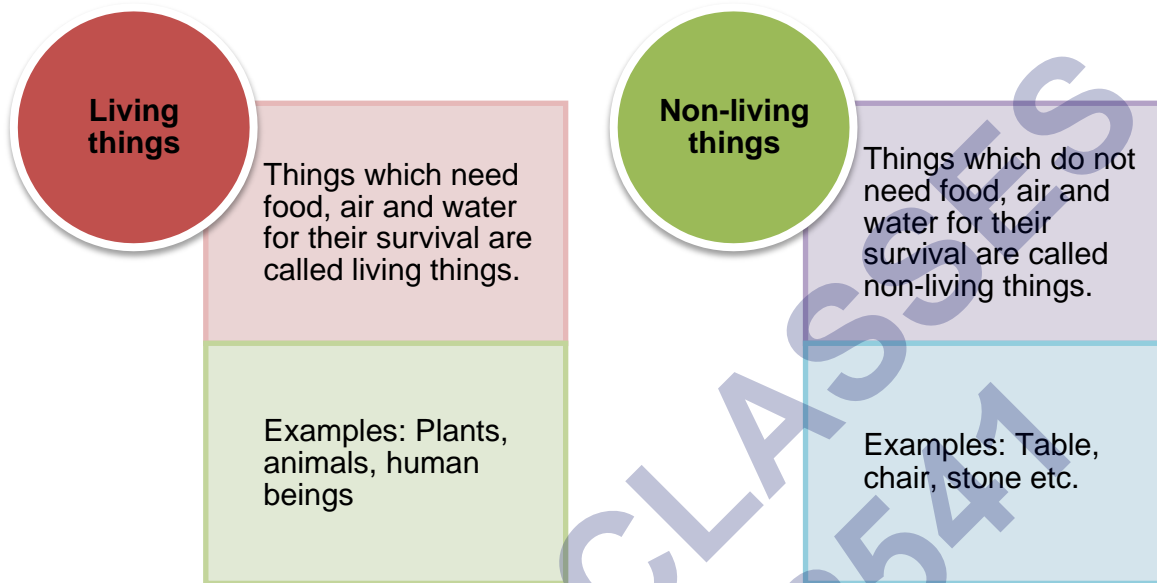 Living
things
Things which need
food, air and water
for their survival are
called living things.
Examples: Plants,
animals, human
beings
Non-living
things
Things which do not
need food, air and
water for their
survival are called
non-living things.
Examples: Table,
chair, stone etc.
CLASSES